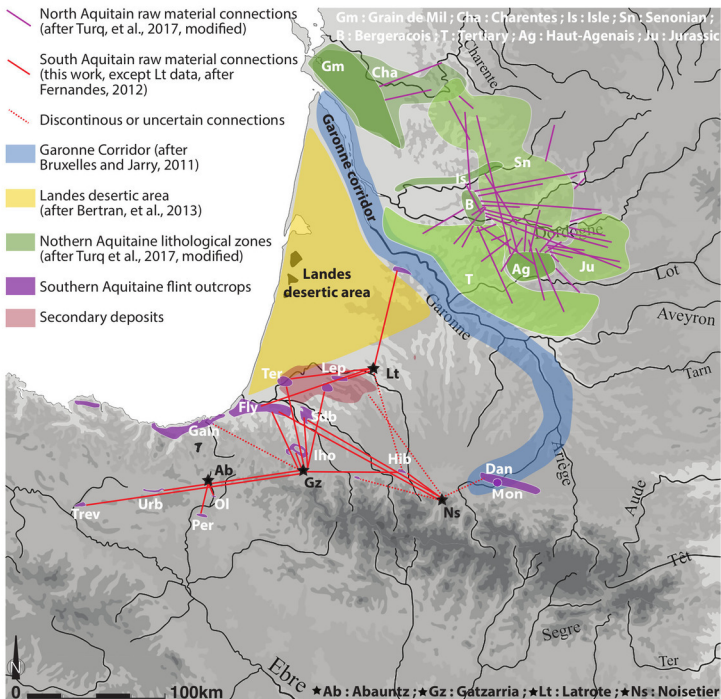 North Aquitain raw material connections
(after Turq, et al., 2017, modified)
South Aquitain raw material connections
(this work, except Lt data, after
Fernandes, 2012)
Discontinous or uncertain connections
Garonne Corridor (after
Bruxelles and Jarry, 2011)
Landes desertic area
(after Bertran, et al., 2013)
Nothern Aquitaine lithological zones
(after Turq et al., 2017, modified)
Southern Aquitaine flint outcrops
Secondary deposits
Gm : Grain de Mil ; Cha : Charentes ; Is : Isle ; Sn : Senonian ;
B : Bergeracois ; T : Tertiary ; Ag : Haut-Agenais ; Ju : Jurassic
Gm
Cha
Charente
Garonne corridor
Sn
Is
B
Dordogne
T
Ag
Ju
Lot
Landes
desertic area
Garonne
Aveyron
Tarn
Ter
Lep
Lt
Fly
Sdb
Gain
Iho
Hib
Ab
Gz
Dan
Mon
Ariège
Aude
Ns
Trev
Urb
Ol
Per
Têt
Segre
Ter
Ebre
N
0
100km
★Ab : Abauntz ; ★Gz : Gatzarria ; ★Lt : Latrote ; ★Ns : Noisetier